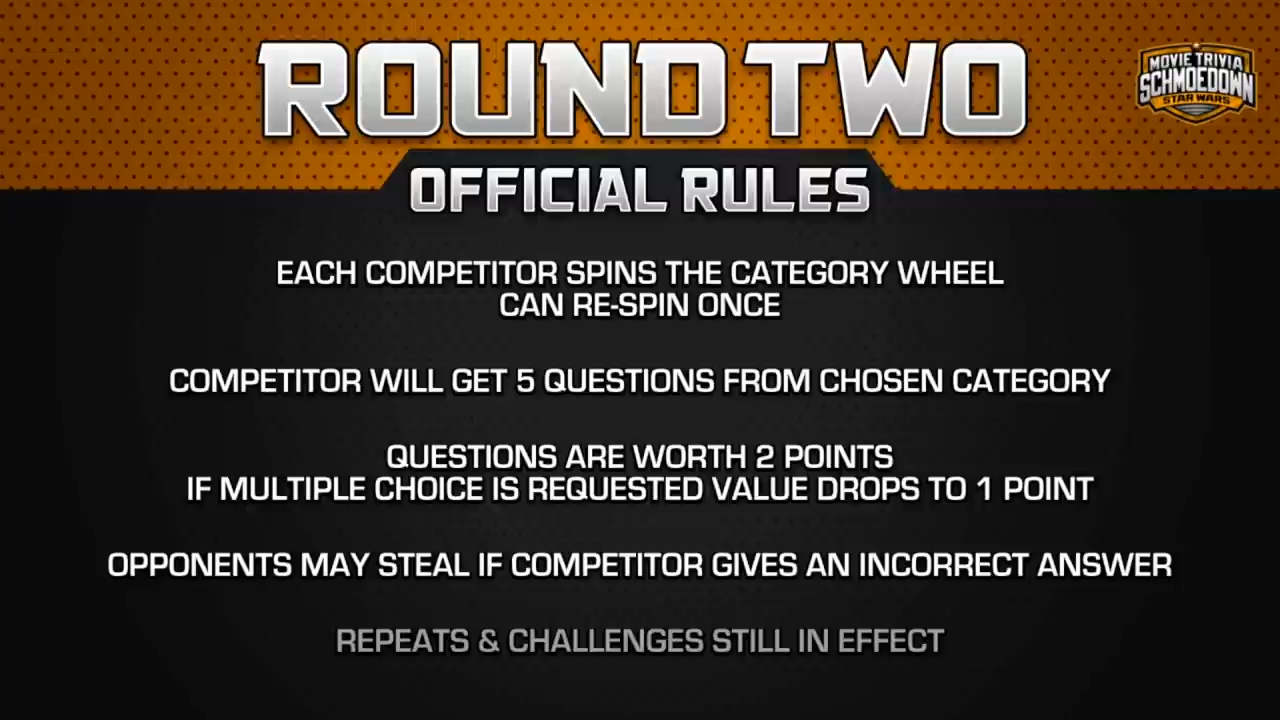 ROUND TWO
MOVIE TRIVIA
SCHMOEDOWN
STAR WARS
OFFICIAL RULES
EACH COMPETITOR SPINS THE CATEGORY WHEEL
CAN RE-SPIN ONCE
COMPETITOR WILL GET 5 QUESTIONS FROM CHOSEN CATEGORY
QUESTIONS ARE WORTH 2 POINTS
IF MULTIPLE CHOICE IS REQUESTED VALUE DROPS TO 1 POINT
OPPONENTS MAY STEAL IF COMPETITOR GIVES AN INCORRECT ANSWER
REPEATS & CHALLENGES STILL IN EFFECT